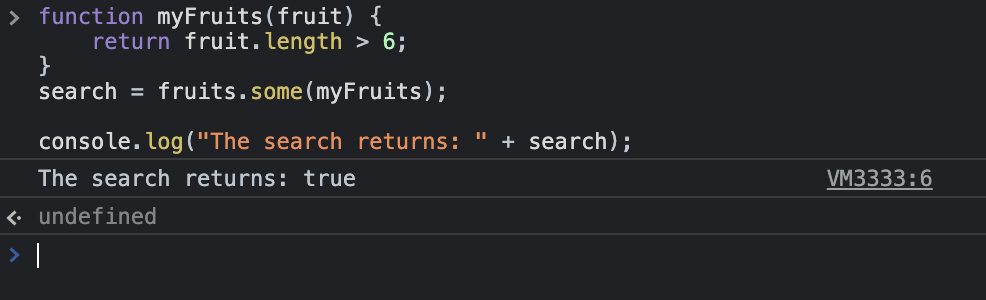 function myFruits(fruit) {
    return fruit.length > 6;
}
search = fruits.some(myFruits);

console.log("The search returns: " + search);
The search returns: true VM3333:6
undefined